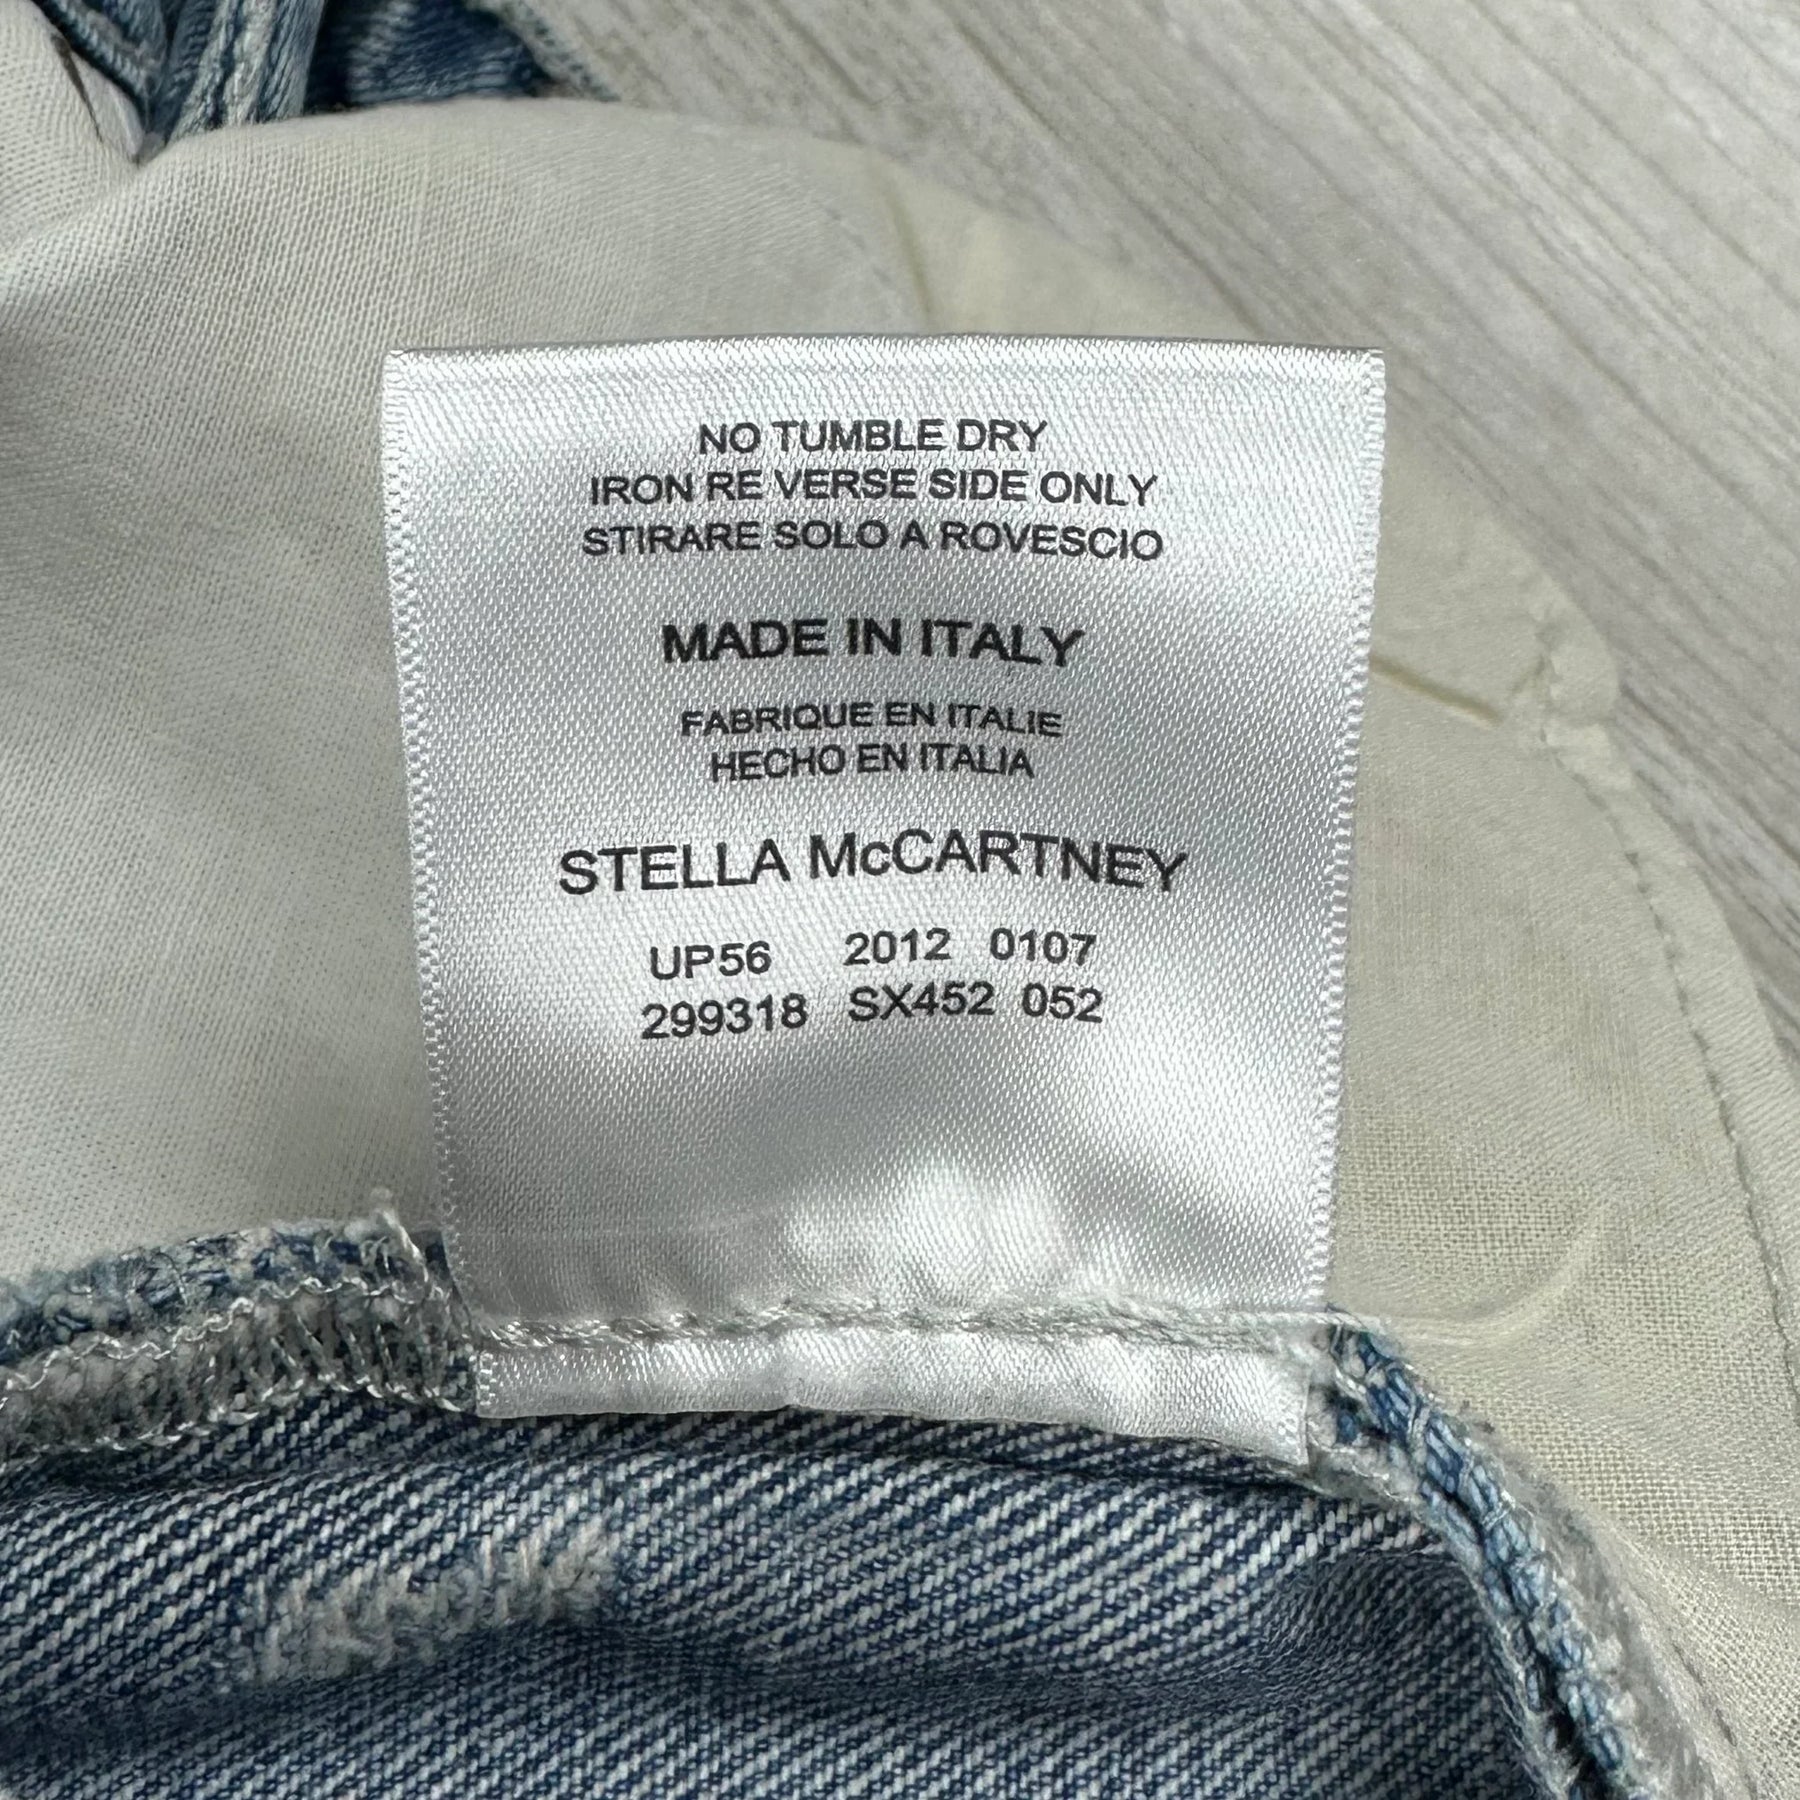 NO TUMBLE DRY
IRON RE VERSE SIDE ONLY
STIRARE SOLO A ROVESCIO
MADE IN ITALY
FABRIQUE EN ITALIE
HECHO EN ITALIA
STELLA McCARTNEY
UP56 2012 0107
299318 SX452 052